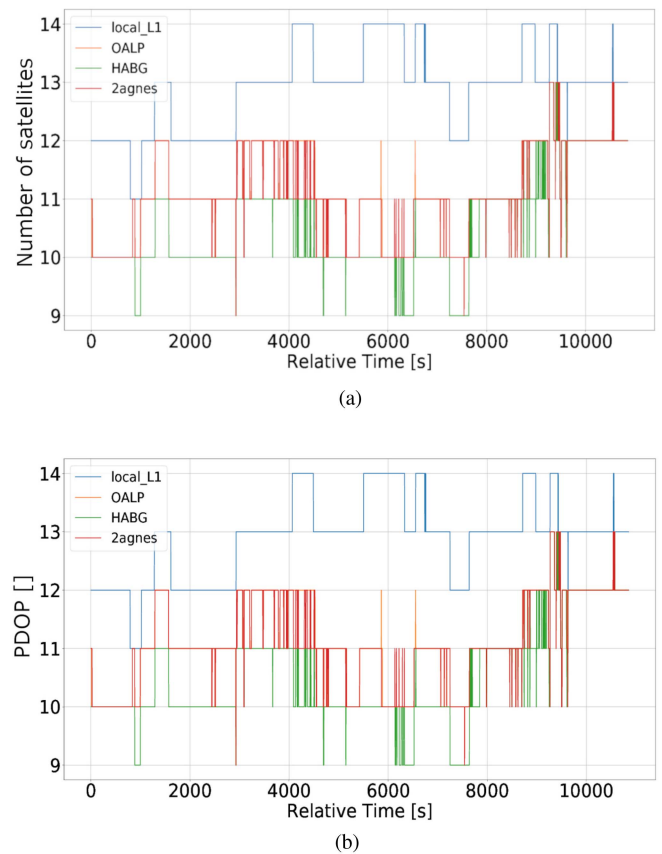 14
13
12
11
10
9
Number of satellites
local_L1
OALP
HABG
2agnes
0 2000 4000 6000 8000 10000
Relative Time [s]
(a)
14
13
12
11
10
9
PDOP []
local_L1
OALP
HABG
2agnes
0 2000 4000 6000 8000 10000
Relative Time [s]
(b)